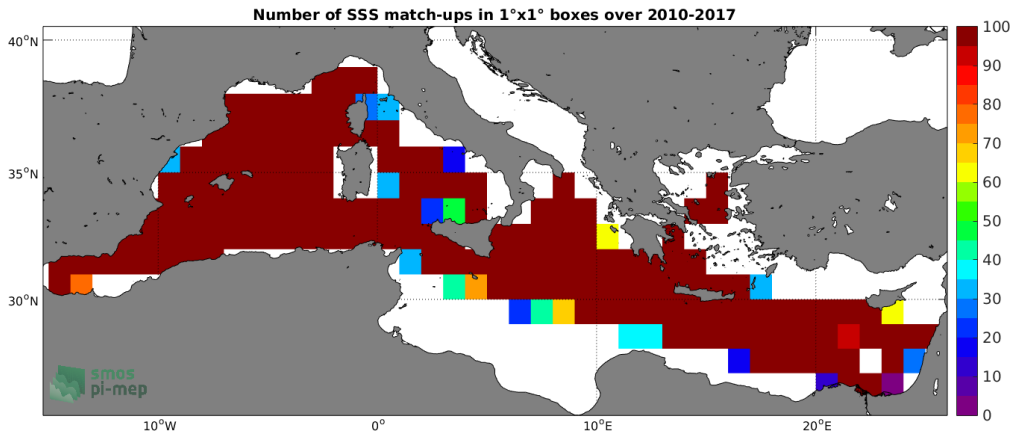 Number of SSS match-ups in 1°x1° boxes over 2010-2017
40°N
35°N
30°N
10°W
0°
10°E
20°E
100
90
80
70
60
50
40
30
20
10
0
smos
pi-mep